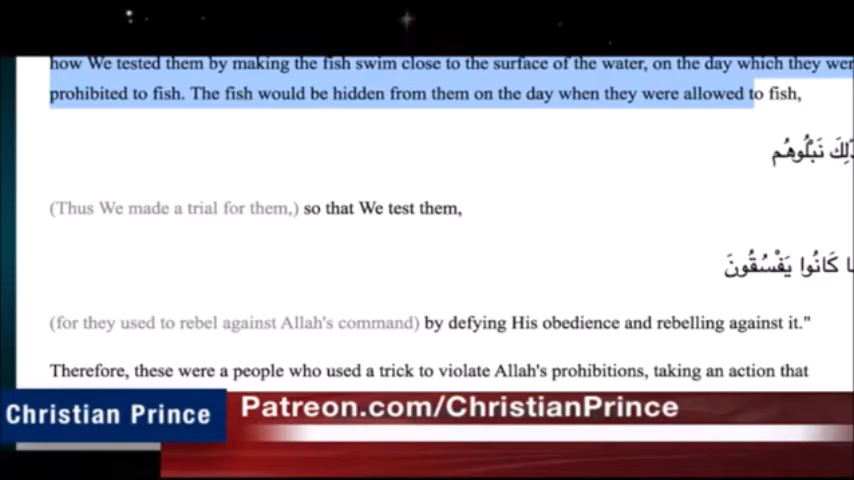 how We tested them by making the fish swim close to the surface of the water, on the day which they wer
prohibited to fish. The fish would be hidden from them on the day when they were allowed to fish,
ذَٰلِكَ نَبْلُوهُم
(Thus We made a trial for them,) so that We test them,
كَانُوا يَفْسُقُونَ
(for they used to rebel against Allah's command) by defying His obedience and rebelling against it."
Therefore, these were a people who used a trick to violate Allah's prohibitions, taking an action that
Christian Prince
Patreon.com/ChristianPrince